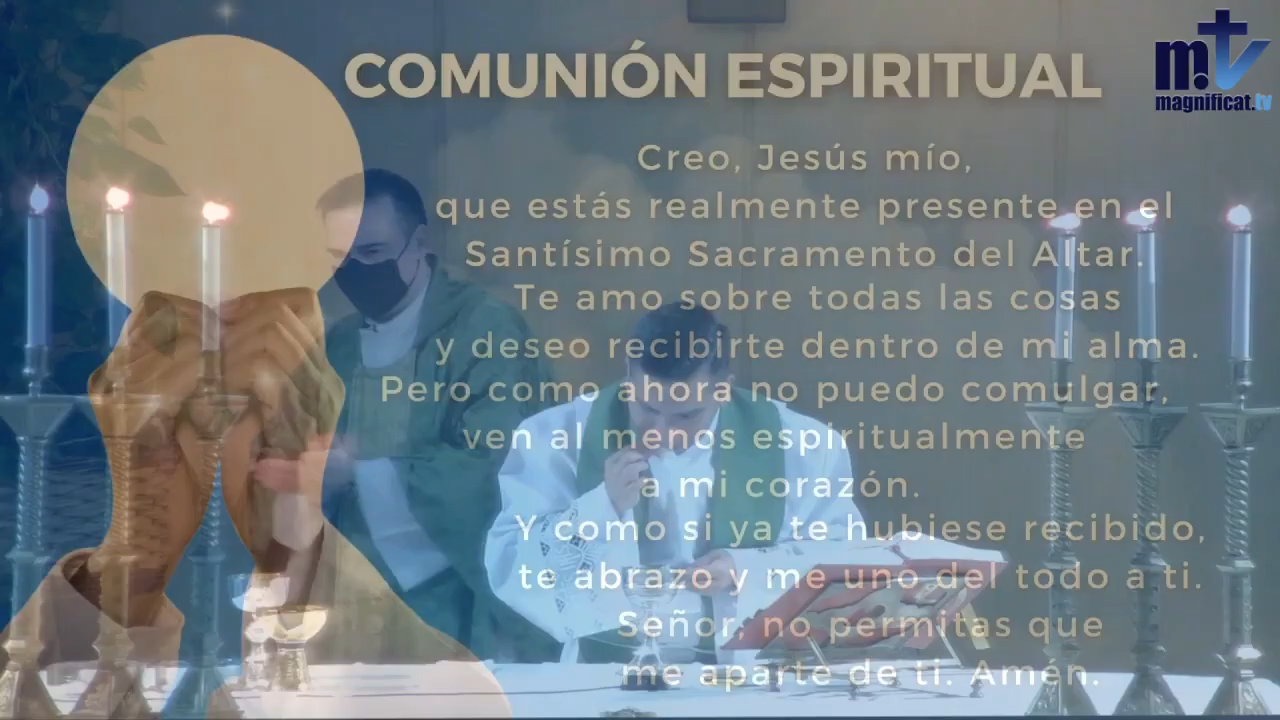 COMUNIÓN ESPIRITUAL
m.tv
magnificat.tv
Creo, Jesús mío,
que estás realmente presente en el
Santísimo Sacramento del Altar.
Te amo sobre todas las cosas
y deseo recibirte dentro de mi alma.
Pero como ahora no puedo comulgar,
ven al menos espiritualmente
a mi corazón.
Y como si ya te hubiese recibido,
te abrazo y me uno del todo a ti.
Señor, no permitas que
me aparte de ti. Amén.